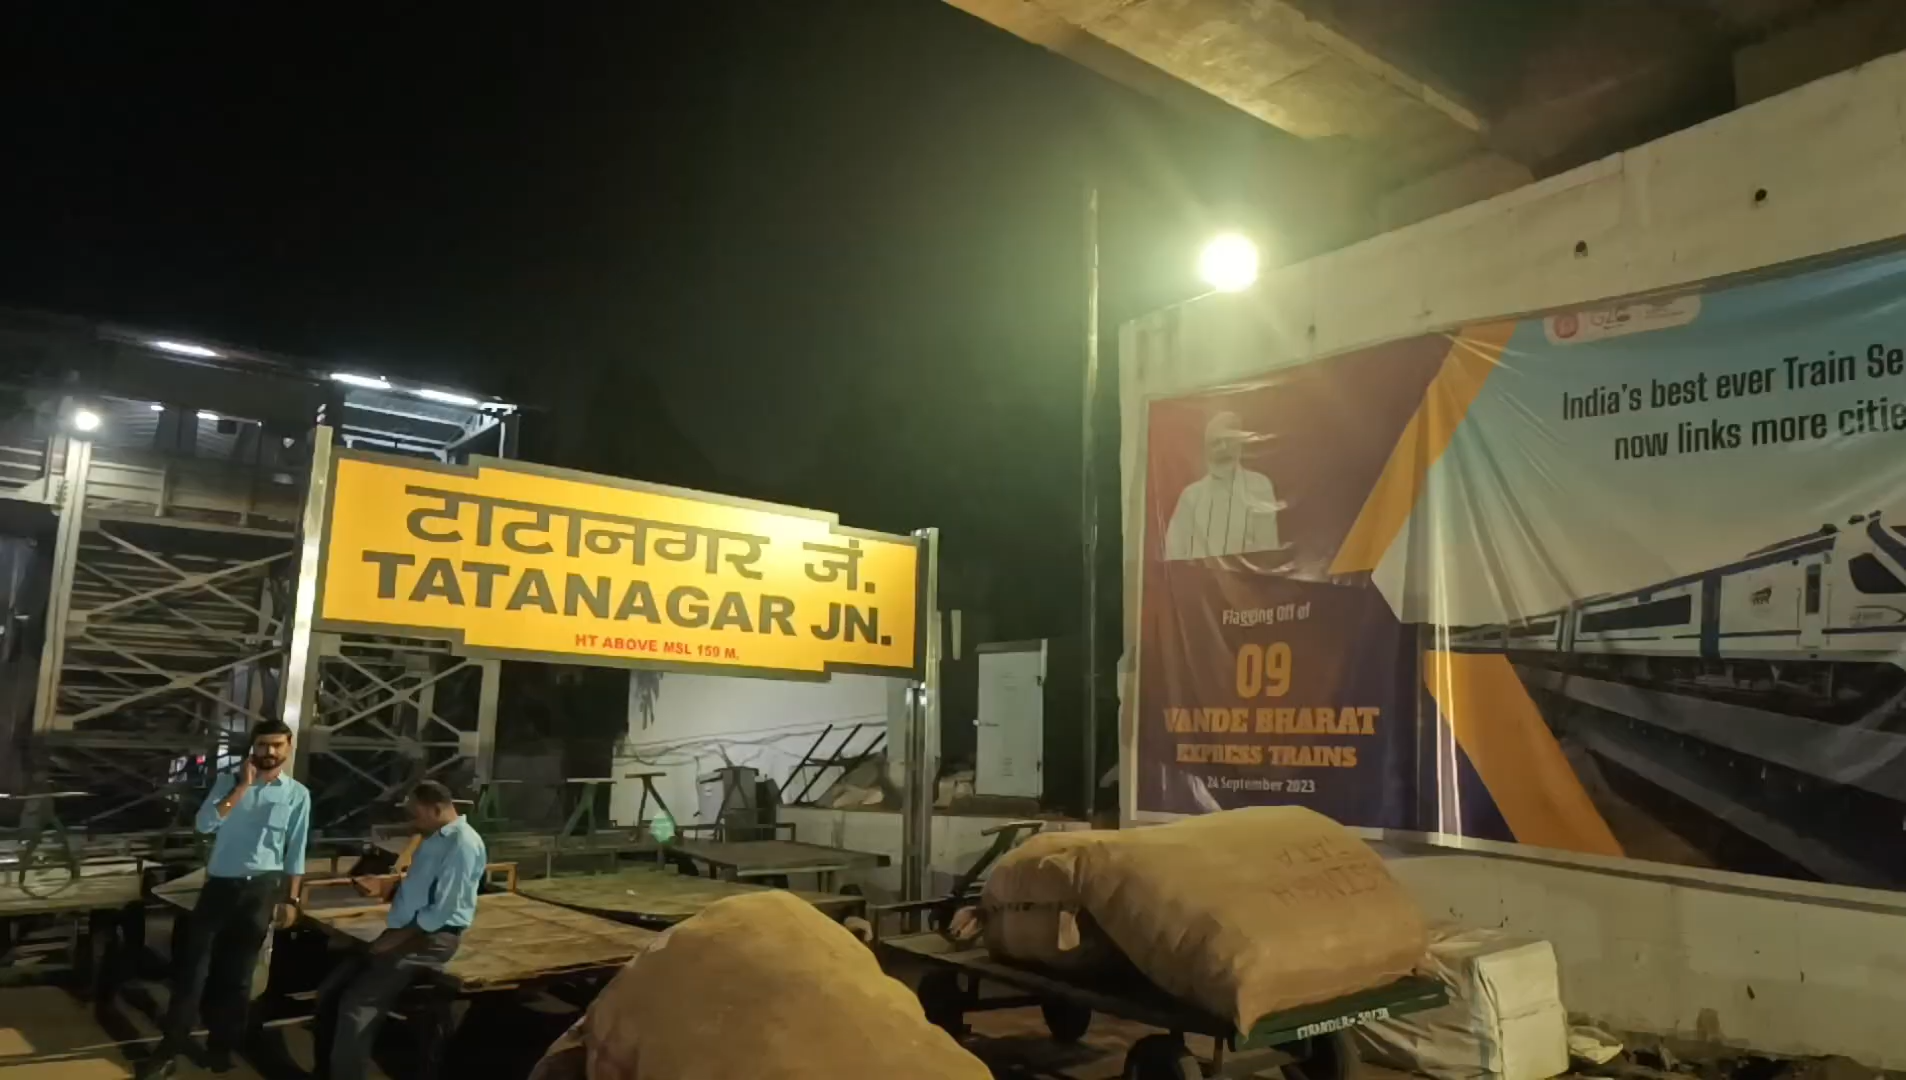 टाटानगर जं.
TATANAGAR JN.
HT ABOVE MSL 159 M.
India's best ever Train Se
now links more citie
Flagging Off of
09
VANDE BHARAT
EXPRESS TRAINS
24 September 2023